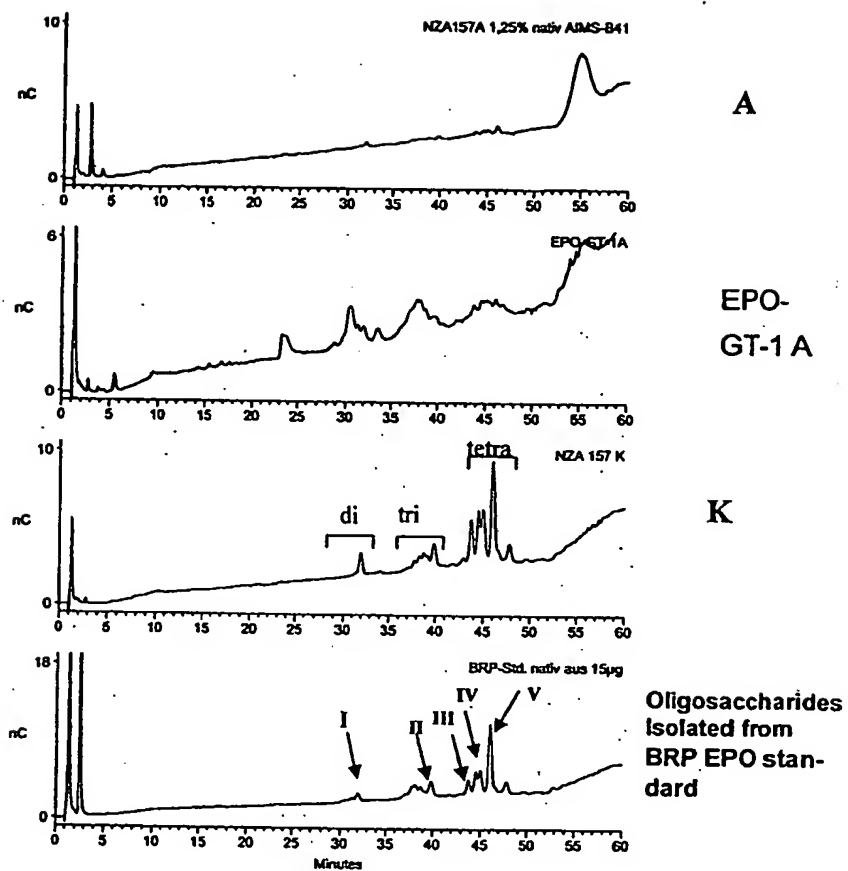 10
NZA157A 1,25% nativ AIMS-B41
nC
A
0
0 5 10 15 20 25 30 35 40 45 50 55 60
6
EPO-GT-1A
nC
EPO-
GT-1 A
0
0 5 10 15 20 25 30 35 40 45 50 55 60
10
tetra
NZA 157 K
di tri
nC
K
0
0 5 10 15 20 25 30 35 40 45 50 55 60
18
BRP-Std. nativ aus 15µg
I II III IV V
nC
Oligosaccharides
Isolated from
BRP EPO stan-
dard
0
0 5 10 15 20 25 30 35 40 45 50 55 60
Minutes